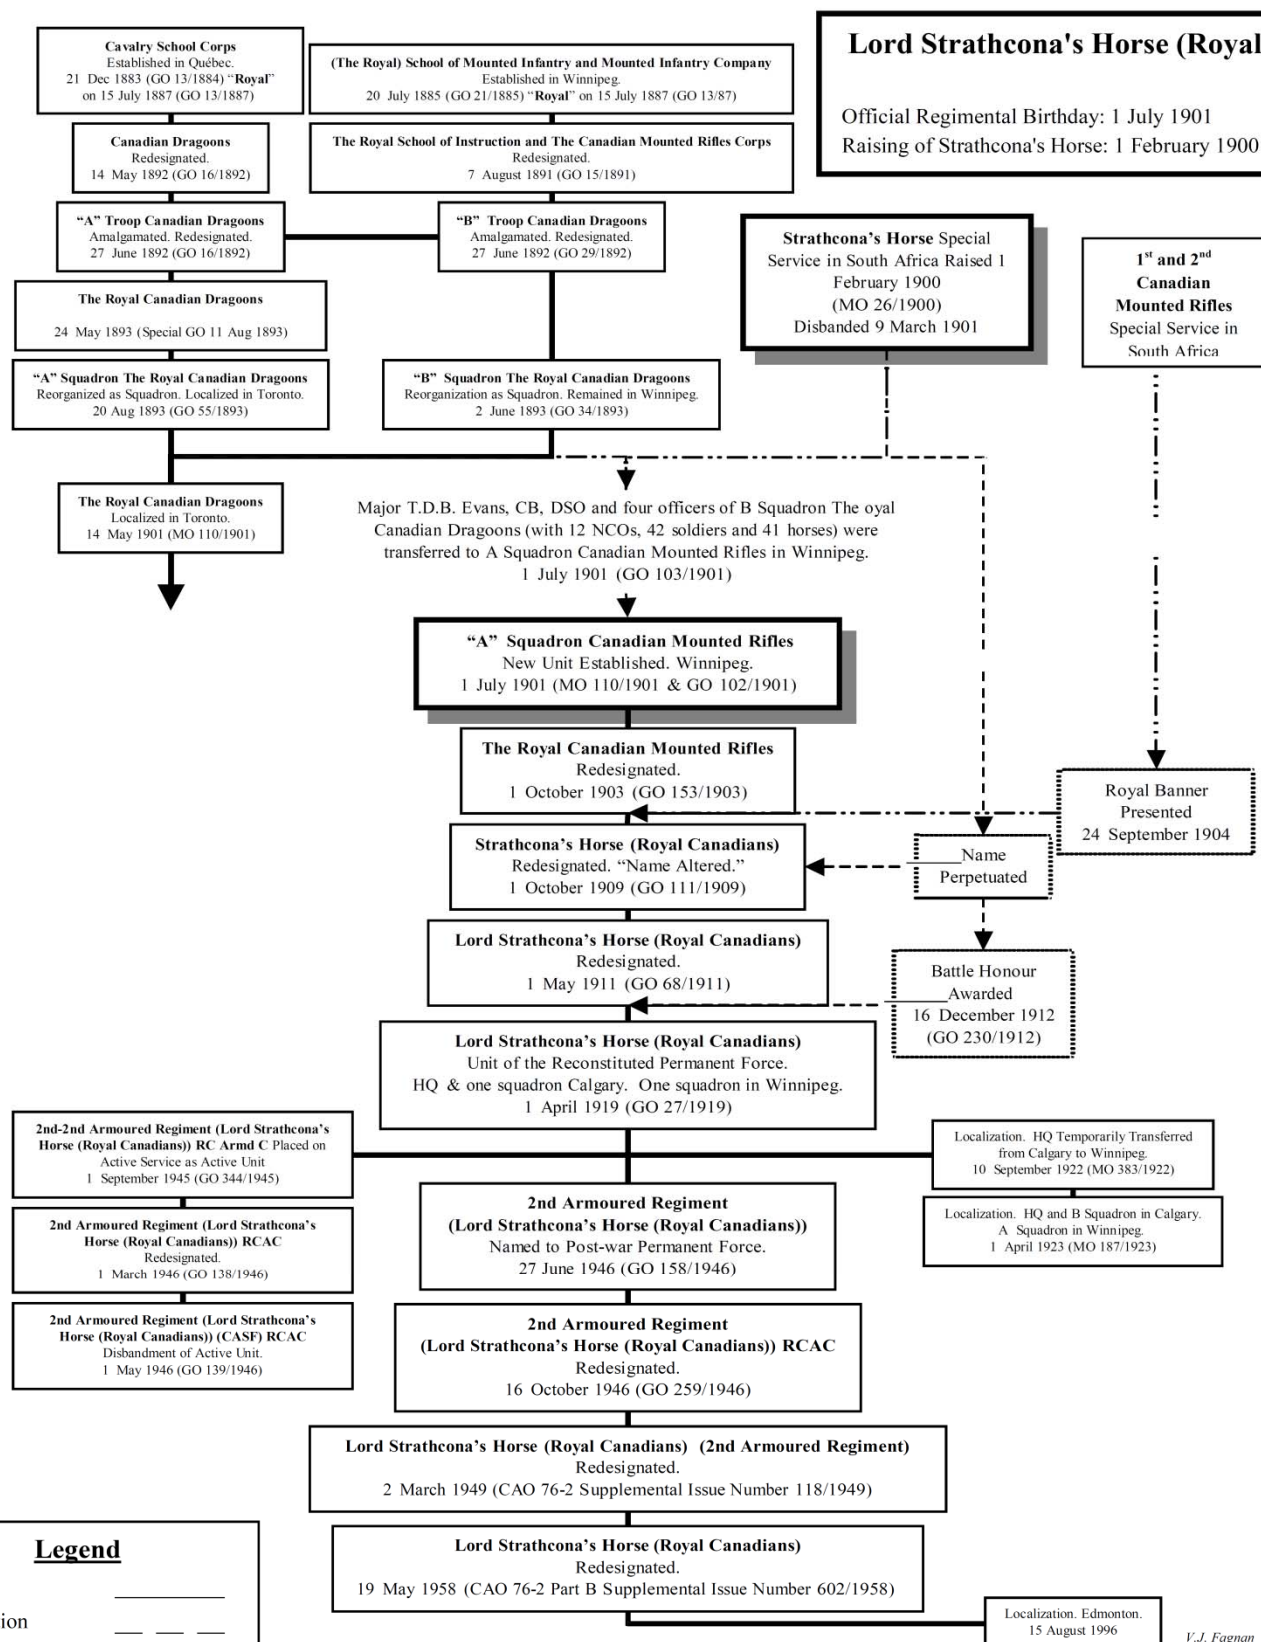 Lord Strathcona's Horse (Royal
Official Regimental Birthday: 1 July 1901
Raising of Strathcona's Horse: 1 February 1900
Cavalry School Corps
Established in Québec.
21 Dec 1883 (GO 13/1884) “Royal”
on 15 July 1887 (GO 13/1887)
(The Royal) School of Mounted Infantry and Mounted Infantry Company
Established in Winnipeg.
20 July 1885 (GO 21/1885) “Royal” on 15 July 1887 (GO 13/87)
Canadian Dragoons
Redesignated.
14 May 1892 (GO 16/1892)
The Royal School of Instruction and The Canadian Mounted Rifles Corps
Redesignated.
7 August 1891 (GO 15/1891)
“A” Troop Canadian Dragoons
Amalgamated. Redesignated.
27 June 1892 (GO 16/1892)
“B” Troop Canadian Dragoons
Amalgamated. Redesignated.
27 June 1892 (GO 29/1892)
Strathcona’s Horse Special
Service in South Africa Raised 1
February 1900
(MO 26/1900)
Disbanded 9 March 1901
1st and 2nd
Canadian
Mounted Rifles
Special Service in
South Africa
The Royal Canadian Dragoons
24 May 1893 (Special GO 11 Aug 1893)
“A” Squadron The Royal Canadian Dragoons
Reorganized as Squadron. Localized in Toronto.
20 Aug 1893 (GO 55/1893)
“B” Squadron The Royal Canadian Dragoons
Reorganization as Squadron. Remained in Winnipeg.
2 June 1893 (GO 34/1893)
The Royal Canadian Dragoons
Localized in Toronto.
14 May 1901 (MO 110/1901)
Major T.D.B. Evans, CB, DSO and four officers of B Squadron The oyal
Canadian Dragoons (with 12 NCOs, 42 soldiers and 41 horses) were
transferred to A Squadron Canadian Mounted Rifles in Winnipeg.
1 July 1901 (GO 103/1901)
“A” Squadron Canadian Mounted Rifles
New Unit Established. Winnipeg.
1 July 1901 (MO 110/1901 & GO 102/1901)
The Royal Canadian Mounted Rifles
Redesignated.
1 October 1903 (GO 153/1903)
Royal Banner
Presented
24 September 1904
Strathcona’s Horse (Royal Canadians)
Redesignated. “Name Altered.”
1 October 1909 (GO 111/1909)
Name
Perpetuated
Lord Strathcona’s Horse (Royal Canadians)
Redesignated.
1 May 1911 (GO 68/1911)
Battle Honour
Awarded
16 December 1912
(GO 230/1912)
Lord Strathcona’s Horse (Royal Canadians)
Unit of the Reconstituted Permanent Force.
HQ & one squadron Calgary. One squadron in Winnipeg.
1 April 1919 (GO 27/1919)
2nd-2nd Armoured Regiment (Lord Strathcona’s
Horse (Royal Canadians)) RC Armd C Placed on
Active Service as Active Unit
1 September 1945 (GO 344/1945)
Localization. HQ Temporarily Transferred
from Calgary to Winnipeg.
10 September 1922 (MO 383/1922)
2nd Armoured Regiment
(Lord Strathcona’s Horse (Royal Canadians))
Named to Post-war Permanent Force.
27 June 1946 (GO 158/1946)
Localization. HQ and B Squadron in Calgary.
A Squadron in Winnipeg.
1 April 1923 (MO 187/1923)
2nd Armoured Regiment (Lord Strathcona’s
Horse (Royal Canadians)) RCAC
Redesignated.
1 March 1946 (GO 138/1946)
2nd Armoured Regiment (Lord Strathcona’s
Horse (Royal Canadians)) (CASF) RCAC
Disbandment of Active Unit.
1 May 1946 (GO 139/1946)
2nd Armoured Regiment
(Lord Strathcona’s Horse (Royal Canadians)) RCAC
Redesignated.
16 October 1946 (GO 259/1946)
Lord Strathcona’s Horse (Royal Canadians) (2nd Armoured Regiment)
Redesignated.
2 March 1949 (CAO 76-2 Supplemental Issue Number 118/1949)
Lord Strathcona’s Horse (Royal Canadians)
Redesignated.
19 May 1958 (CAO 76-2 Part B Supplemental Issue Number 602/1958)
Legend
tion
Localization. Edmonton.
15 August 1996
V.J. Fagnan